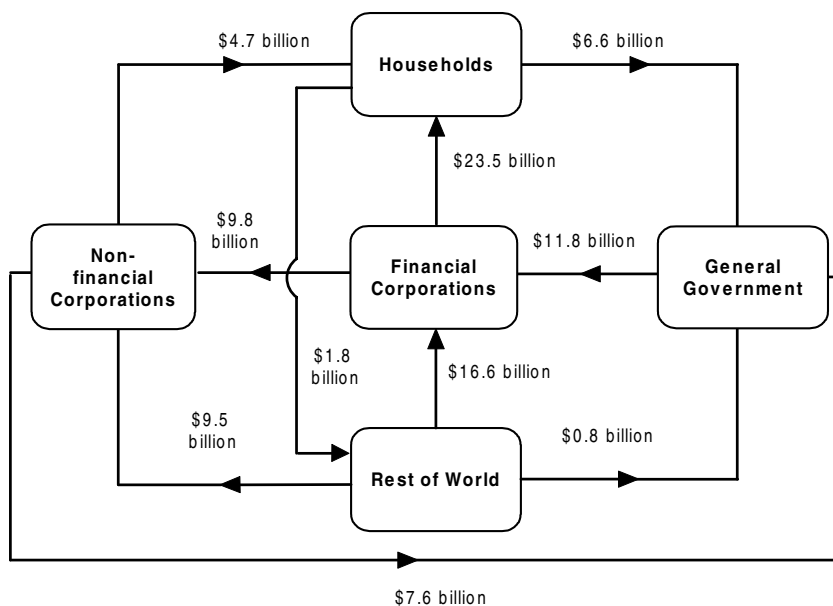 $4.7 billion
$6.6 billion
Households
$23.5 billion
$9.8
billion
$11.8 billion
Non-
financial
Corporations
Financial
Corporations
General
Government
$1.8
billion
$16.6 billion
$9.5
billion
$0.8 billion
Rest of World
$7.6 billion